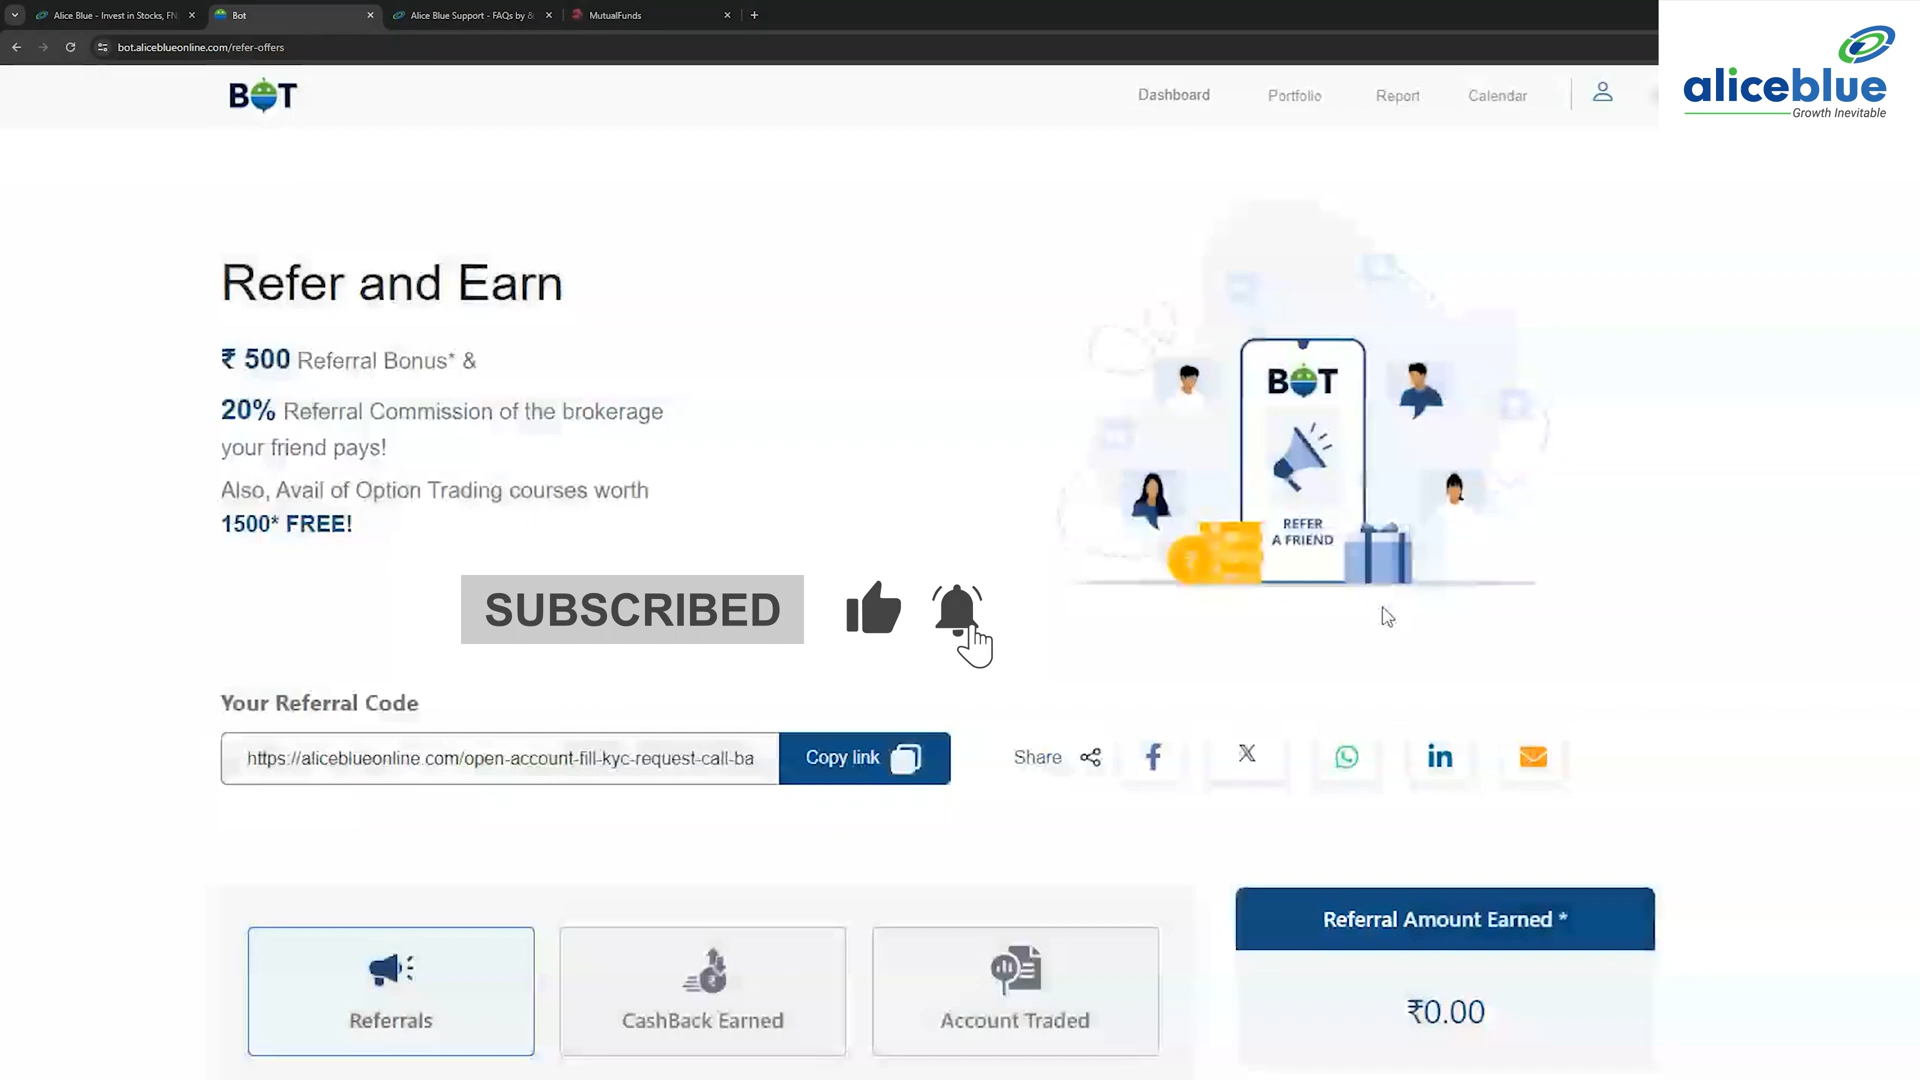 Alice Blue - Invest in Stocks, FN
Bot
Alice Blue Support - FAQs by &
MutualFunds
bot.aliceblueonline.com/refer-offers
BOT
Dashboard
Portfolio
Report
Calendar
aliceblue
Growth Inevitable
Refer and Earn
₹ 500 Referral Bonus* &
20% Referral Commission of the brokerage
your friend pays!
Also, Avail of Option Trading courses worth
1500* FREE!
BOT
REFER
A FRIEND
SUBSCRIBED
Your Referral Code
https://aliceblueonline.com/open-account-fill-kyc-request-call-ba
Copy link
Share
Referrals
CashBack Earned
Account Traded
Referral Amount Earned *
₹0.00